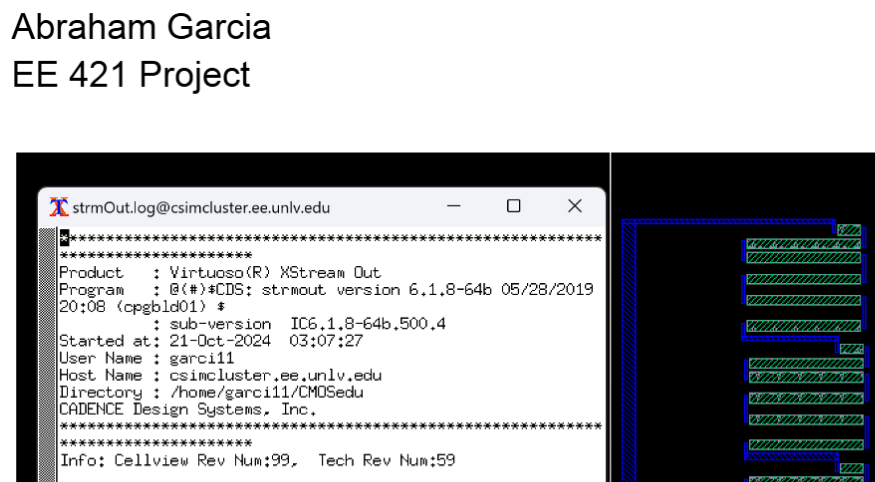 Abraham Garcia
EE 421 Project
strmOut.log@csimcluster.ee.unlv.edu
***********************************************************
*********************
Product   : Virtuoso(R) XStream Out
Program   : @(#)$CDS: strmout version 6.1.8-64b 05/28/2019
20:08 (cpgbld01) $
          : sub-version  IC6.1.8-64b.500.4
Started at: 21-Oct-2024  03:07:27
User Name : garci11
Host Name : csimcluster.ee.unlv.edu
Directory : /home/garci11/CMOSedu
CADENCE Design Systems, Inc.
***********************************************************
*********************
Info: Cellview Rev Num:99,  Tech Rev Num:59